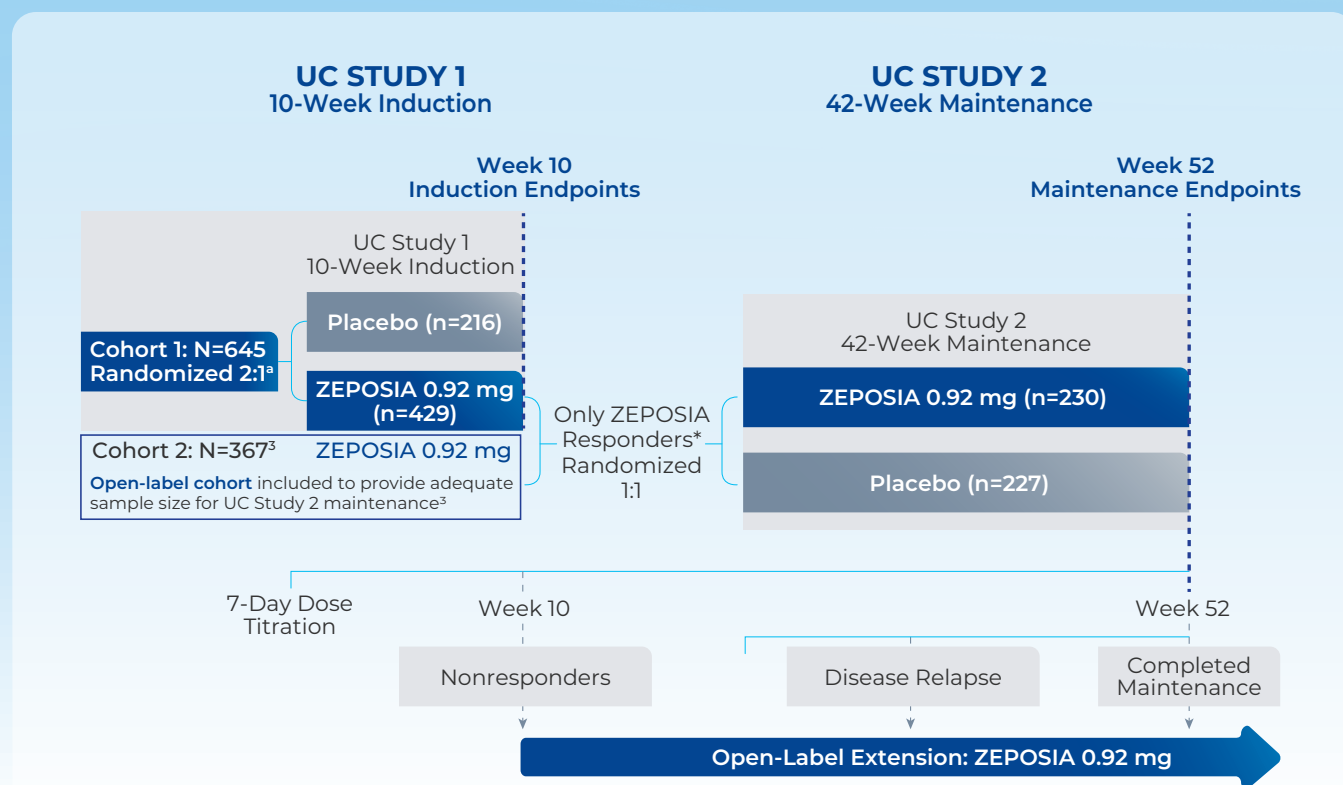 UC STUDY 1
10-Week Induction
UC STUDY 2
42-Week Maintenance
Week 10
Induction Endpoints
Week 52
Maintenance Endpoints
UC Study 1
10-Week Induction
Placebo (n=216)
Cohort 1: N=645
Randomized 2:1ᵃ
ZEPOSIA 0.92 mg
(n=429)
Cohort 2: N=367³ ZEPOSIA 0.92 mg
Open-label cohort included to provide adequate
sample size for UC Study 2 maintenance³
Only ZEPOSIA
Responders*
Randomized
1:1
UC Study 2
42-Week Maintenance
ZEPOSIA 0.92 mg (n=230)
Placebo (n=227)
7-Day Dose
Titration
Week 10
Week 52
Nonresponders
Disease Relapse
Completed
Maintenance
Open-Label Extension: ZEPOSIA 0.92 mg